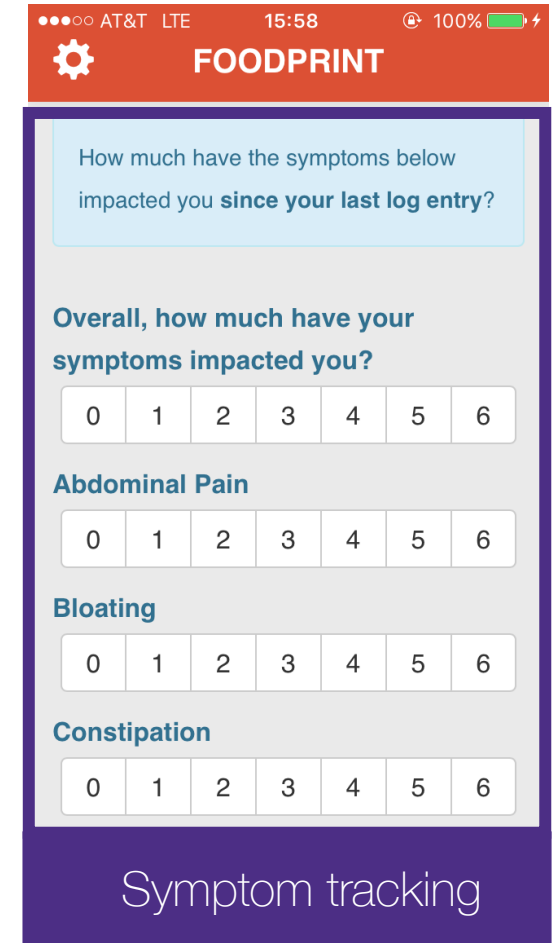 AT&T LTE 15:58 100%
FOODPRINT
How much have the symptoms below
impacted you since your last log entry?
Overall, how much have your
symptoms impacted you?
0 1 2 3 4 5 6
Abdominal Pain
0 1 2 3 4 5 6
Bloating
0 1 2 3 4 5 6
Constipation
0 1 2 3 4 5 6
Symptom tracking